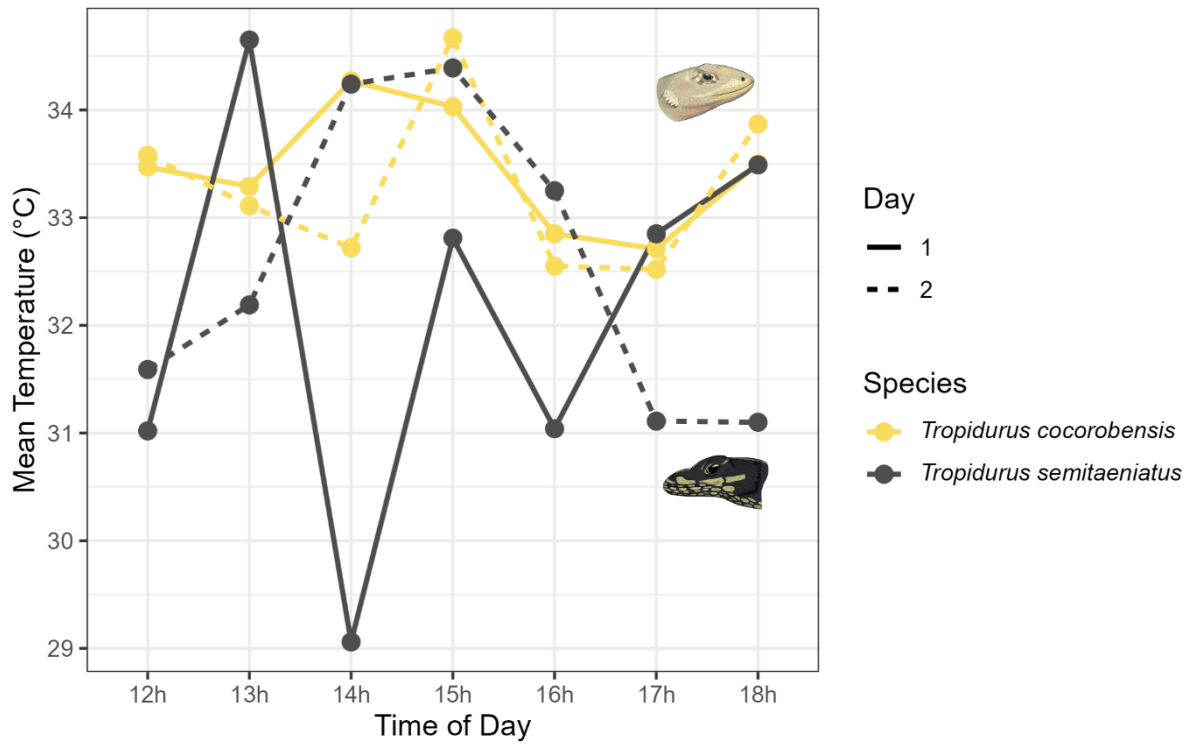 Mean Temperature (°C)
34
33
32
31
30
29
12h 13h 14h 15h 16h 17h 18h
Time of Day
Day
1
2
Species
Tropidurus cocorobensis
Tropidurus semitaeniatus